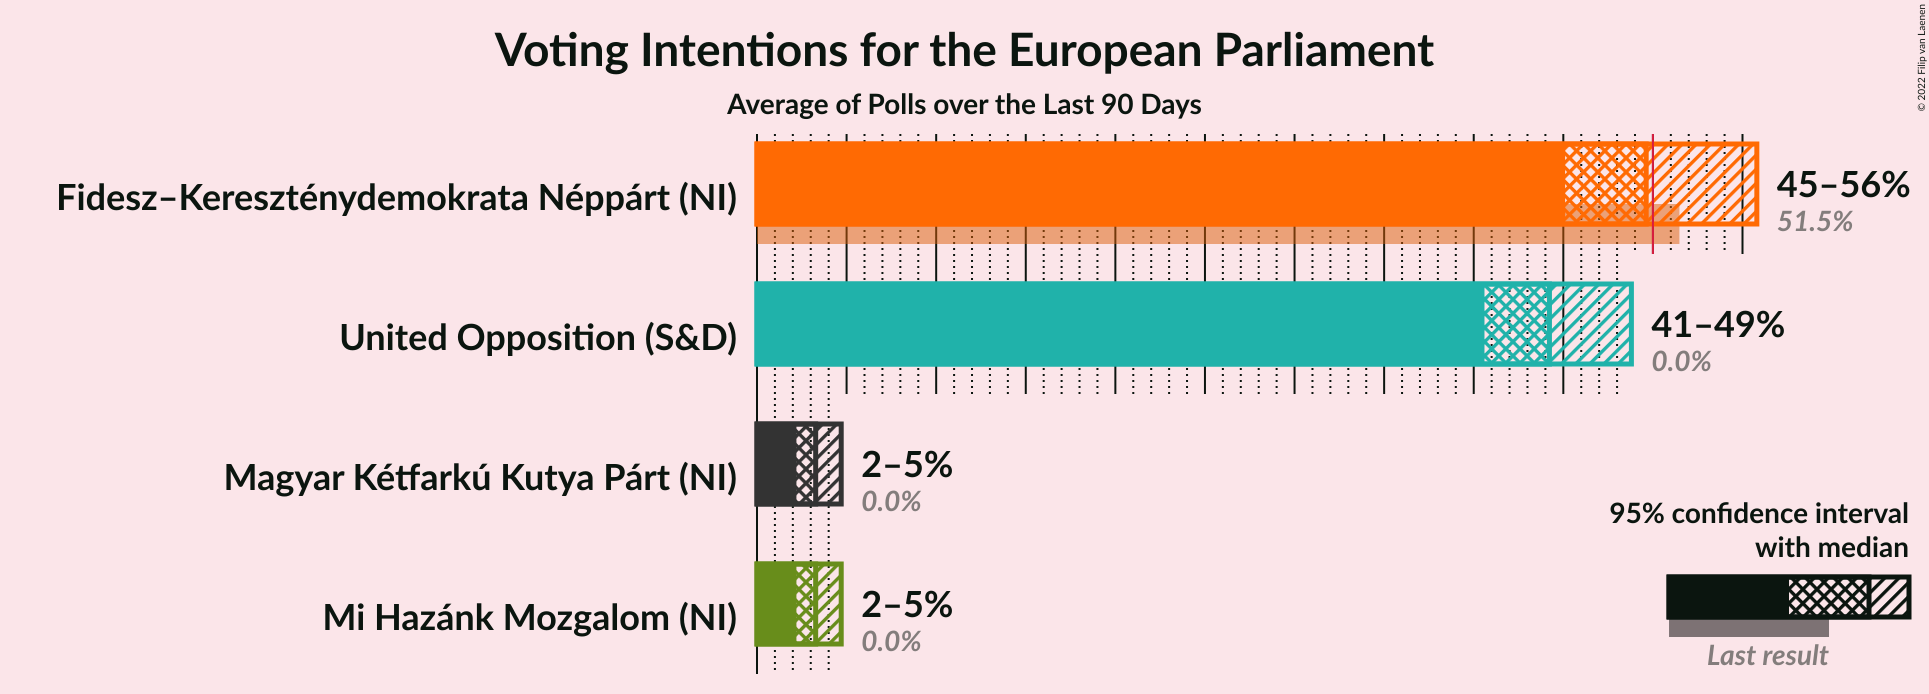 Voting Intentions for the European Parliament
Average of Polls over the Last 90 Days
© 2022 Filip van Laenen
Fidesz–Kereszténydemokrata Néppárt (NI)
45–56%
51.5%
United Opposition (S&D)
41–49%
0.0%
Magyar Kétfarkú Kutya Párt (NI)
2–5%
0.0%
Mi Hazánk Mozgalom (NI)
2–5%
0.0%
95% confidence interval
with median
Last result